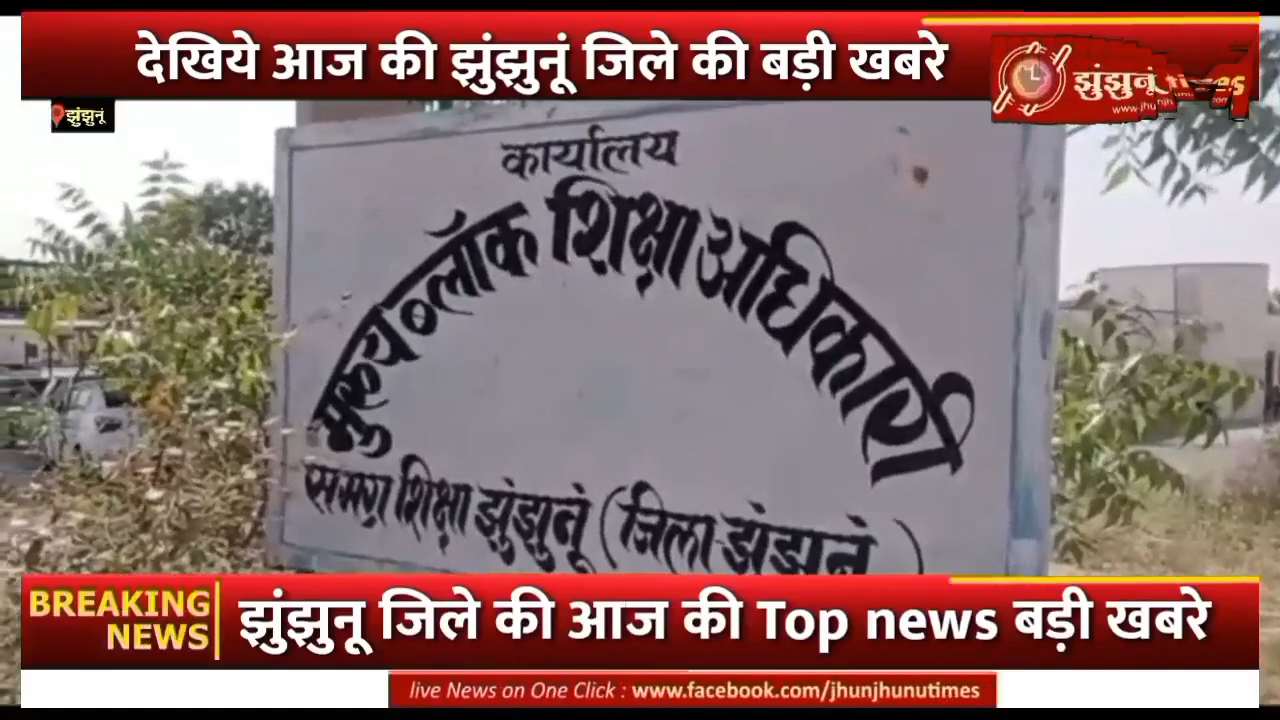 देखिये आज की झुंझुनूं जिले की बड़ी खबरे
झुंझुनूं
झुंझुनूं
कार्यालय
मुख्य ब्लॉक शिक्षा अधिकारी
समग्र शिक्षा झुंझुनूं (जिला झुंझुनूं)
BREAKING
NEWS
झुंझुनू जिले की आज की Top news बड़ी खबरे
live News on One Click : www.facebook.com/jhunjhunutimes